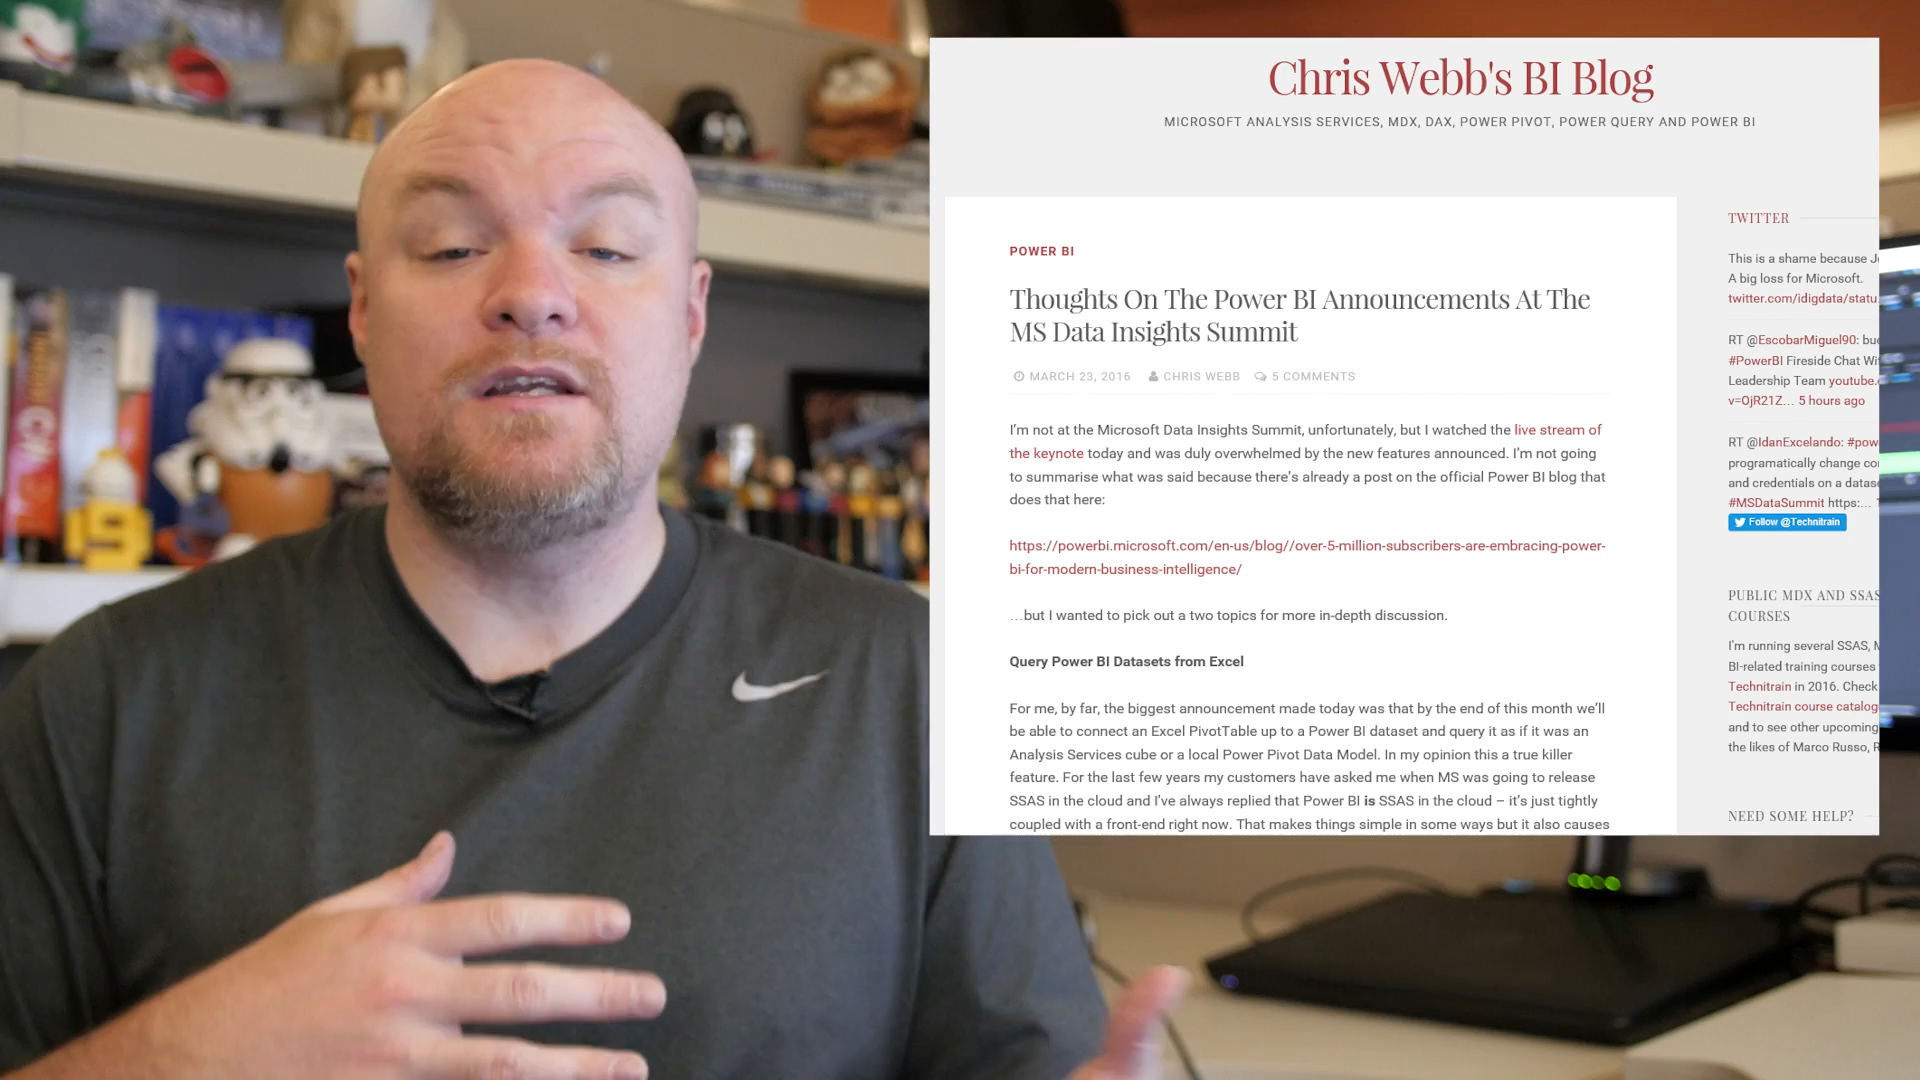 Chris Webb's BI Blog
MICROSOFT ANALYSIS SERVICES, MDX, DAX, POWER PIVOT, POWER QUERY AND POWER BI
POWER BI
Thoughts On The Power BI Announcements At The
MS Data Insights Summit
MARCH 23, 2016 CHRIS WEBB 5 COMMENTS
I'm not at the Microsoft Data Insights Summit, unfortunately, but I watched the live stream of
the keynote today and was duly overwhelmed by the new features announced. I'm not going
to summarise what was said because there's already a post on the official Power BI blog that
does that here:
https://powerbi.microsoft.com/en-us/blog//over-5-million-subscribers-are-embracing-power-
bi-for-modern-business-intelligence/
…but I wanted to pick out a two topics for more in-depth discussion.
Query Power BI Datasets from Excel
For me, by far, the biggest announcement made today was that by the end of this month we'll
be able to connect an Excel PivotTable up to a Power BI dataset and query it as if it was an
Analysis Services cube or a local Power Pivot Data Model. In my opinion this a true killer
feature. For the last few years my customers have asked me when MS was going to release
SSAS in the cloud and I've always replied that Power BI is SSAS in the cloud – it's just tightly
coupled with a front-end right now. That makes things simple in some ways but it also causes
TWITTER
This is a shame because
A big loss for Microsoft.
twitter.com/idigdata/statu
RT @EscobarMiguel90:
#PowerBI Fireside Chat
Leadership Team youtube.
v=OjR21Z… 5 hours ago
RT @IdanExcelando: #pow
programatically change
and credentials on a
#MSDataSummit https:…
Follow @Technitrain
PUBLIC MDX AND SSAS
COURSES
I'm running several SSAS,
BI-related training courses
Technitrain in 2016. Check
Technitrain course catalog
and to see other upcoming
the likes of Marco Russo,
NEED SOME HELP?